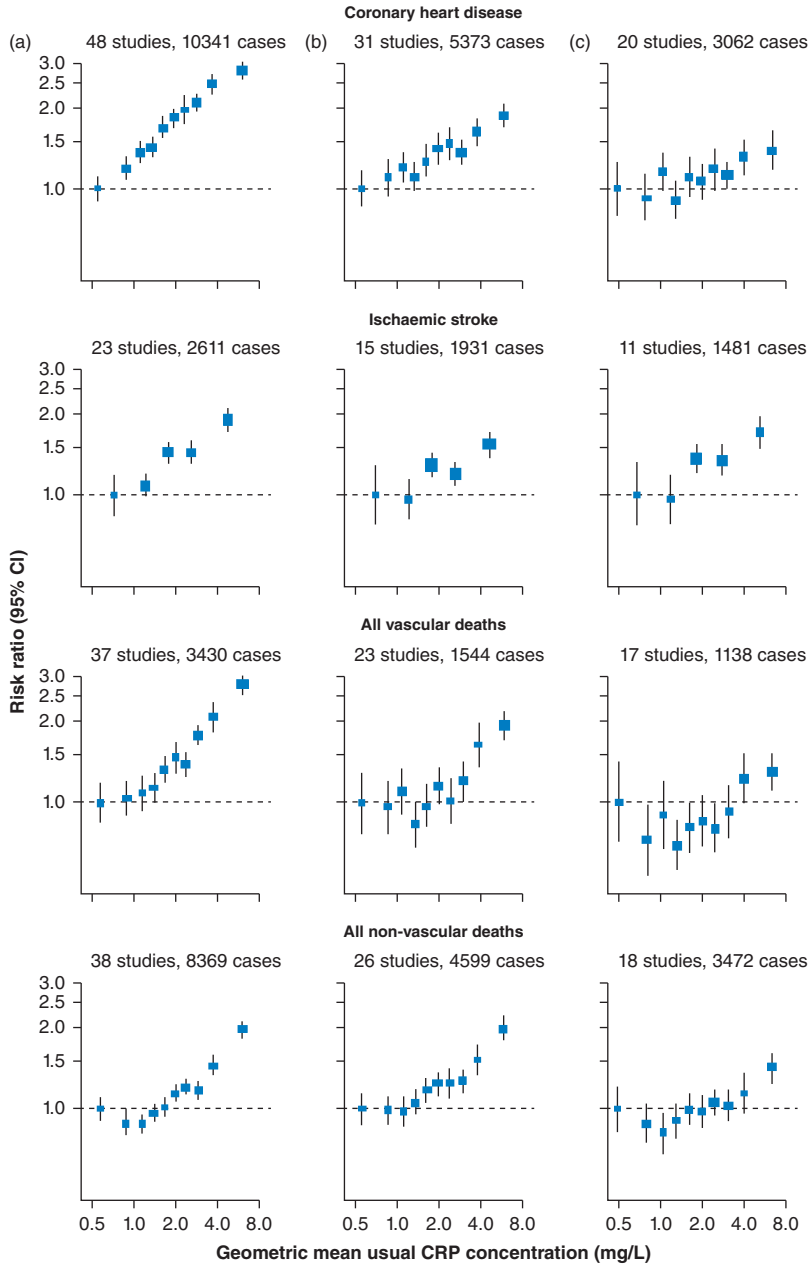 Coronary heart disease
(a) 48 studies, 10341 cases (b) 31 studies, 5373 cases (c) 20 studies, 3062 cases
3.0
2.5
2.0
1.5
1.0
Ischaemic stroke
23 studies, 2611 cases 15 studies, 1931 cases 11 studies, 1481 cases
3.0
2.5
2.0
1.5
1.0
Risk ratio (95% CI)
All vascular deaths
37 studies, 3430 cases 23 studies, 1544 cases 17 studies, 1138 cases
3.0
2.5
2.0
1.5
1.0
All non-vascular deaths
38 studies, 8369 cases 26 studies, 4599 cases 18 studies, 3472 cases
3.0
2.5
2.0
1.5
1.0
0.5 1.0 2.0 4.0 8.0 0.5 1.0 2.0 4.0 8.0 0.5 1.0 2.0 4.0 8.0
Geometric mean usual CRP concentration (mg/L)